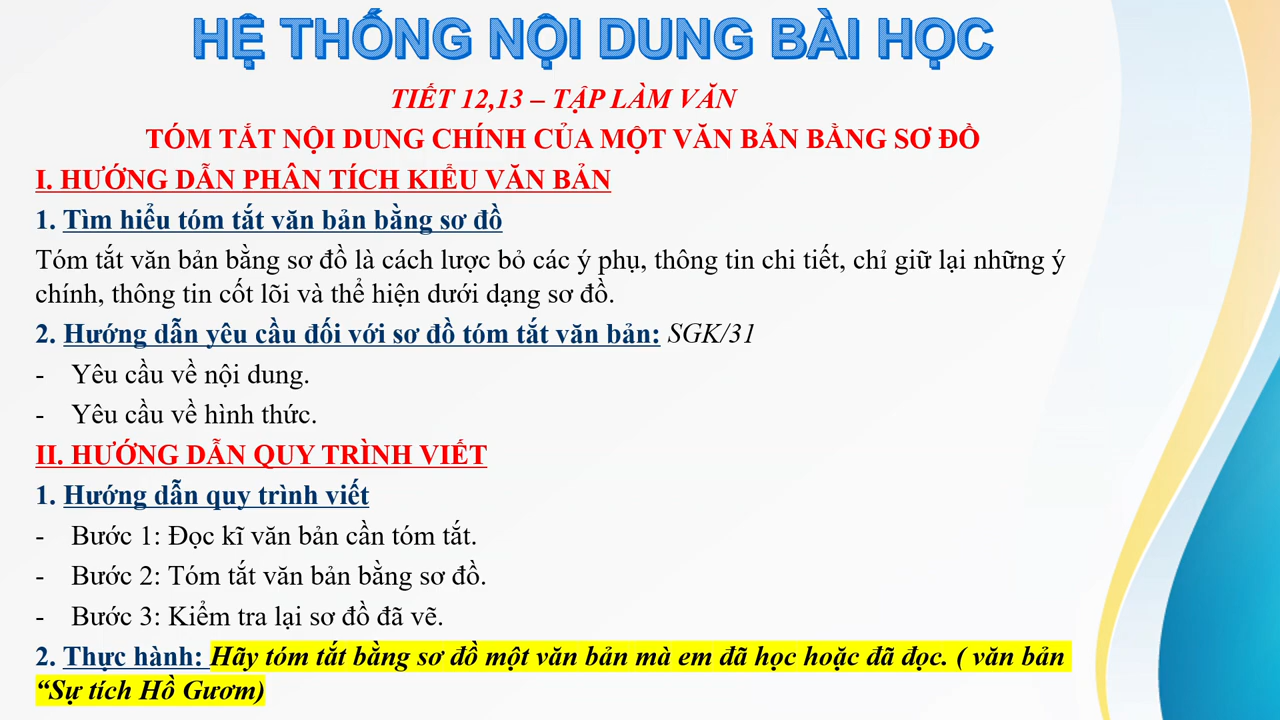 HỆ THỐNG NỘI DUNG BÀI HỌC
TIẾT 12,13 – TẬP LÀM VĂN
TÓM TẮT NỘI DUNG CHÍNH CỦA MỘT VĂN BẢN BẰNG SƠ ĐỒ
I. HƯỚNG DẪN PHÂN TÍCH KIỂU VĂN BẢN
1. Tìm hiểu tóm tắt văn bản bằng sơ đồ
Tóm tắt văn bản bằng sơ đồ là cách lược bỏ các ý phụ, thông tin chi tiết, chỉ giữ lại những ý
chính, thông tin cốt lõi và thể hiện dưới dạng sơ đồ.
2. Hướng dẫn yêu cầu đối với sơ đồ tóm tắt văn bản: SGK/31
- Yêu cầu về nội dung.
- Yêu cầu về hình thức.
II. HƯỚNG DẪN QUY TRÌNH VIẾT
1. Hướng dẫn quy trình viết
- Bước 1: Đọc kĩ văn bản cần tóm tắt.
- Bước 2: Tóm tắt văn bản bằng sơ đồ.
- Bước 3: Kiểm tra lại sơ đồ đã vẽ.
2. Thực hành: Hãy tóm tắt bằng sơ đồ một văn bản mà em đã học hoặc đã đọc. ( văn bản
“Sự tích Hồ Gươm)